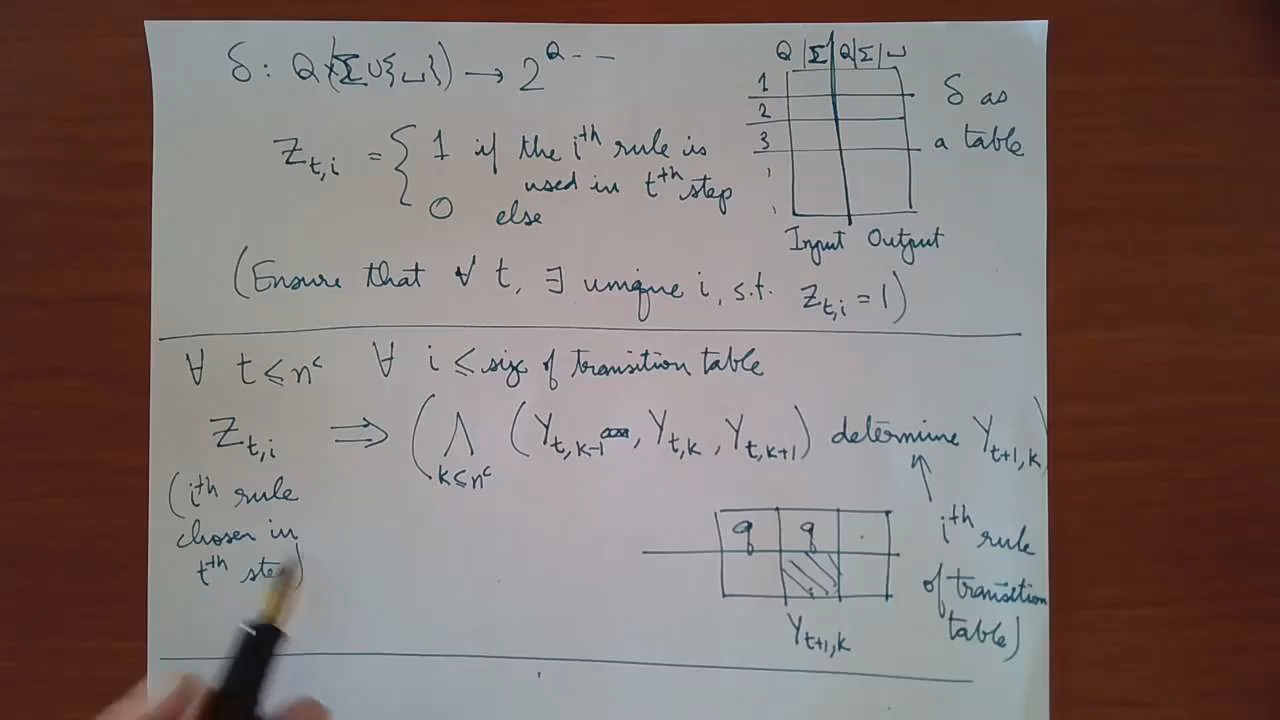 δ : Q × (Σ ∪ {⊔}) → 2^Q - -
Q | Σ | Q | Σ | ⊔
1
2
3
δ as
a table
Input Output
Z_{t,i} = { 1 if the i^th rule is
used in t^th step
0 else
(Ensure that ∀ t, ∃ unique i, s.t. Z_{t,i} = 1)
∀ t ≤ n^c ∀ i ≤ size of transition table
Z_{t,i} ⇒ ( ∧_{k ≤ n^c} (Y_{t,k-1}, Y_{t,k}, Y_{t,k+1}) determine Y_{t+1,k}
(i^th rule
chosen in
t^th step)
q q .
Y_{t+1,k}
i^th rule
of transition
table)